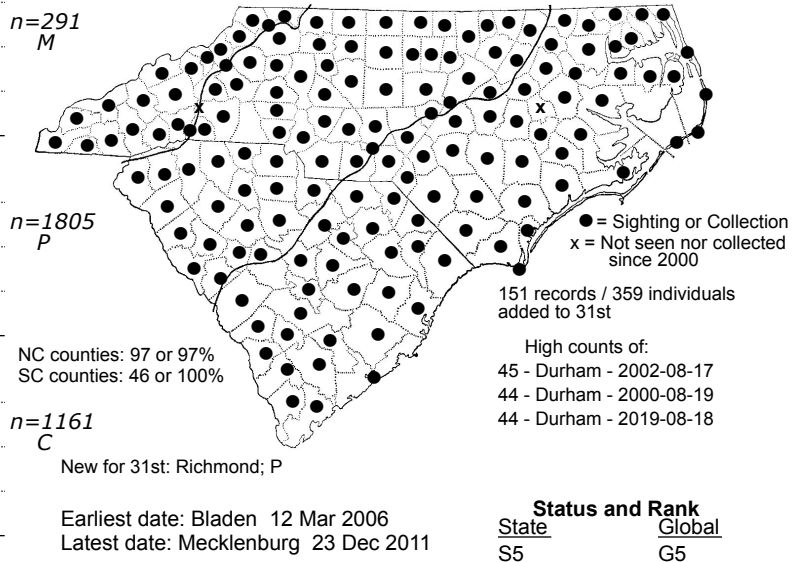 n=291
M
x
x
n=1805
P
● = Sighting or Collection
x = Not seen nor collected
since 2000
151 records / 359 individuals
added to 31st
NC counties: 97 or 97%
SC counties: 46 or 100%
High counts of:
45 - Durham - 2002-08-17
44 - Durham - 2000-08-19
44 - Durham - 2019-08-18
n=1161
C
New for 31st: Richmond; P
Earliest date: Bladen 12 Mar 2006
Latest date: Mecklenburg 23 Dec 2011
Status and Rank
State Global
S5 G5